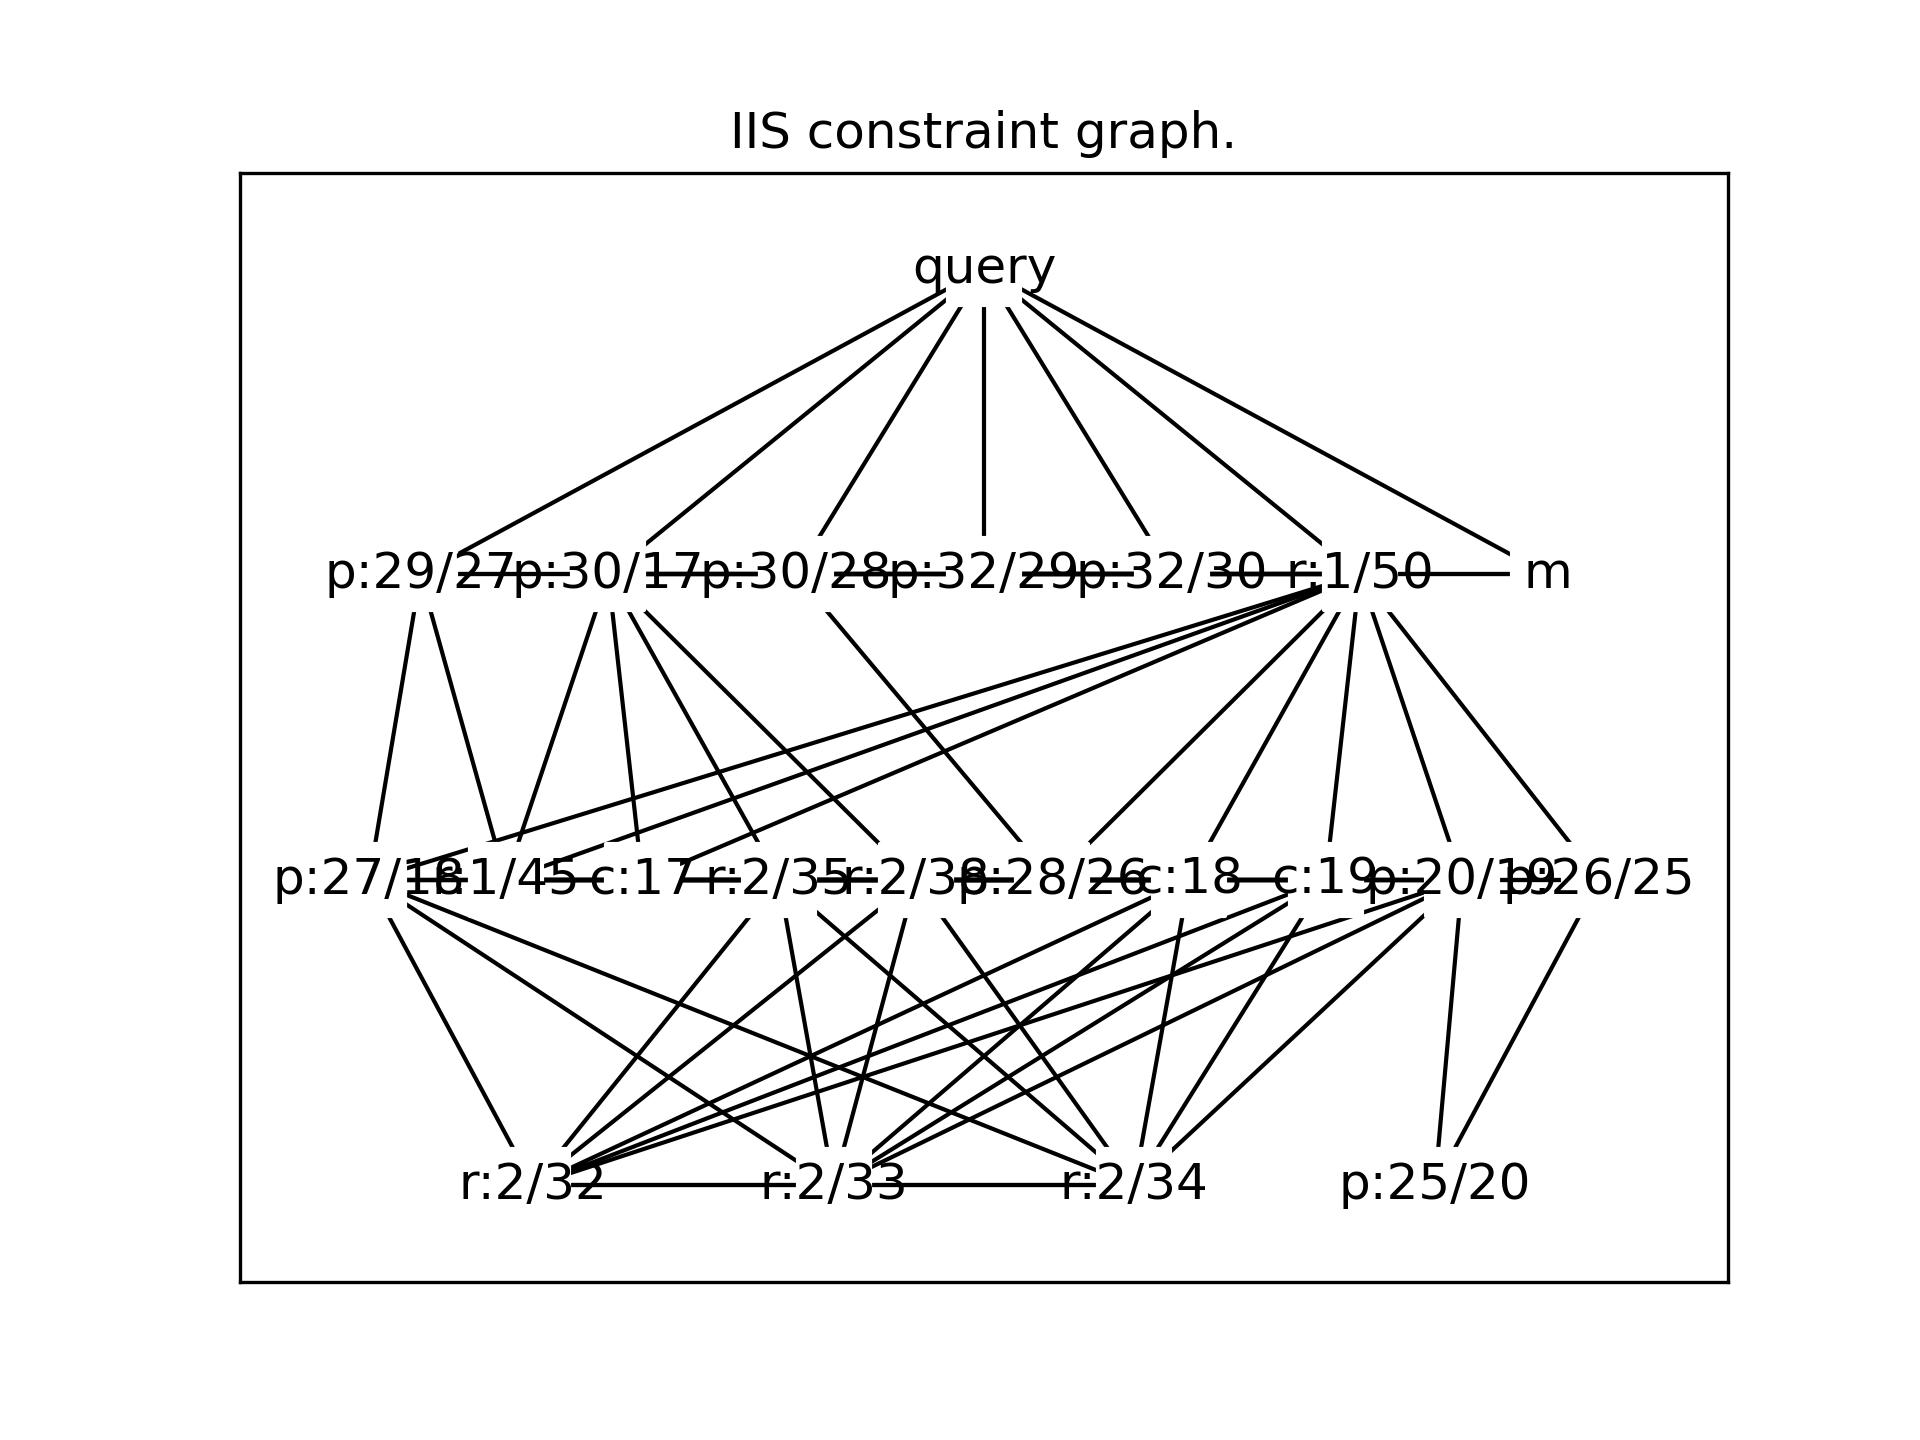 IIS constraint graph.
query
p:29/27 p:30/17 p:30/28 p:32/29 p:32/30 r:1/50 m
p:27/18 r:1/45 c:17 r:2/35 r:2/38 p:28/26 c:18 c:19 p:20/19 p:26/25
r:2/32 r:2/33 r:2/34 p:25/20